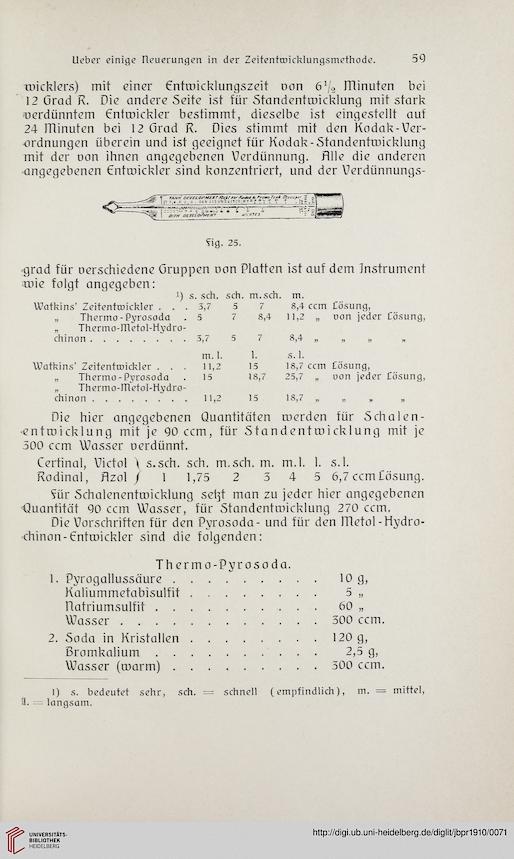 Ueber einige Neuerungen in der Zeitentwicklungsmethode. 59
wicklers) mit einer Entwicklungszeit von 6½ Minuten bei
12 Grad R. Die andere Seite ist für Standentwicklung mit stark
verdünntem Entwickler bestimmt, dieselbe ist eingestellt auf
24 Minuten bei 12 Grad R. Dies stimmt mit den Kodak-Ver-
ordnungen überein und ist geeignet für Kodak-Standentwicklung
mit der von ihnen angegebenen Verdünnung. Alle die anderen
angegebenen Entwickler sind konzentriert, und der Verdünnungs-
Fig. 25.
grad für verschiedene Gruppen von Platten ist auf dem Instrument
wie folgt angegeben:
¹) s. sch. sch. m.sch. m.
Watkins' Zeitentwickler . . . 3,7 5 7 8,4 ccm Lösung,
„ Thermo-Pyrosoda . 5 7 8,4 11,2 „ von jeder Lösung,
„ Thermo-Metol-Hydro-
chinon . . . . . . . . 3,7 5 7 8,4 „ „ „ „
m. l. l. s. l.
Watkins' Zeitentwickler . . . 11,2 15 18,7 ccm Lösung,
„ Thermo-Pyrosoda . 15 18,7 25,7 „ von jeder Lösung,
„ Thermo-Metol-Hydro-
chinon . . . . . . . . 11,2 15 18,7 „ „ „ „
Die hier angegebenen Quantitäten werden für Schalen-
entwicklung mit je 90 ccm, für Standentwicklung mit je
300 ccm Wasser verdünnt.
Certinal, Victol } s.sch. sch. m.sch. m. m.l. l. s.l.
Rodinal, Azol } 1 1,75 2 3 4 5 6,7 ccm Lösung.
Für Schalenentwicklung setzt man zu jeder hier angegebenen
Quantität 90 ccm Wasser, für Standentwicklung 270 ccm.
Die Vorschriften für den Pyrosoda- und für den Metol-Hydro-
chinon-Entwickler sind die folgenden:
Thermo-Pyrosoda.
1. Pyrogallussäure . . . . . . . . . 10 g,
Kaliummetabisulfit . . . . . . . . 5 „
Natriumsulfit . . . . . . . . . . 60 „
Wasser . . . . . . . . . . . . 300 ccm.
2. Soda in Kristallen . . . . . . . . 120 g,
Bromkalium . . . . . . . . . . 2,5 g,
Wasser (warm) . . . . . . . . . 300 ccm.
1) s. bedeutet sehr, sch. = schnell (empfindlich), m. = mittel,
l. = langsam.
UNIVERSITÄTS-
BIBLIOTHEK
HEIDELBERG
http://digi.ub.uni-heidelberg.de/diglit/jbpr1910/0071